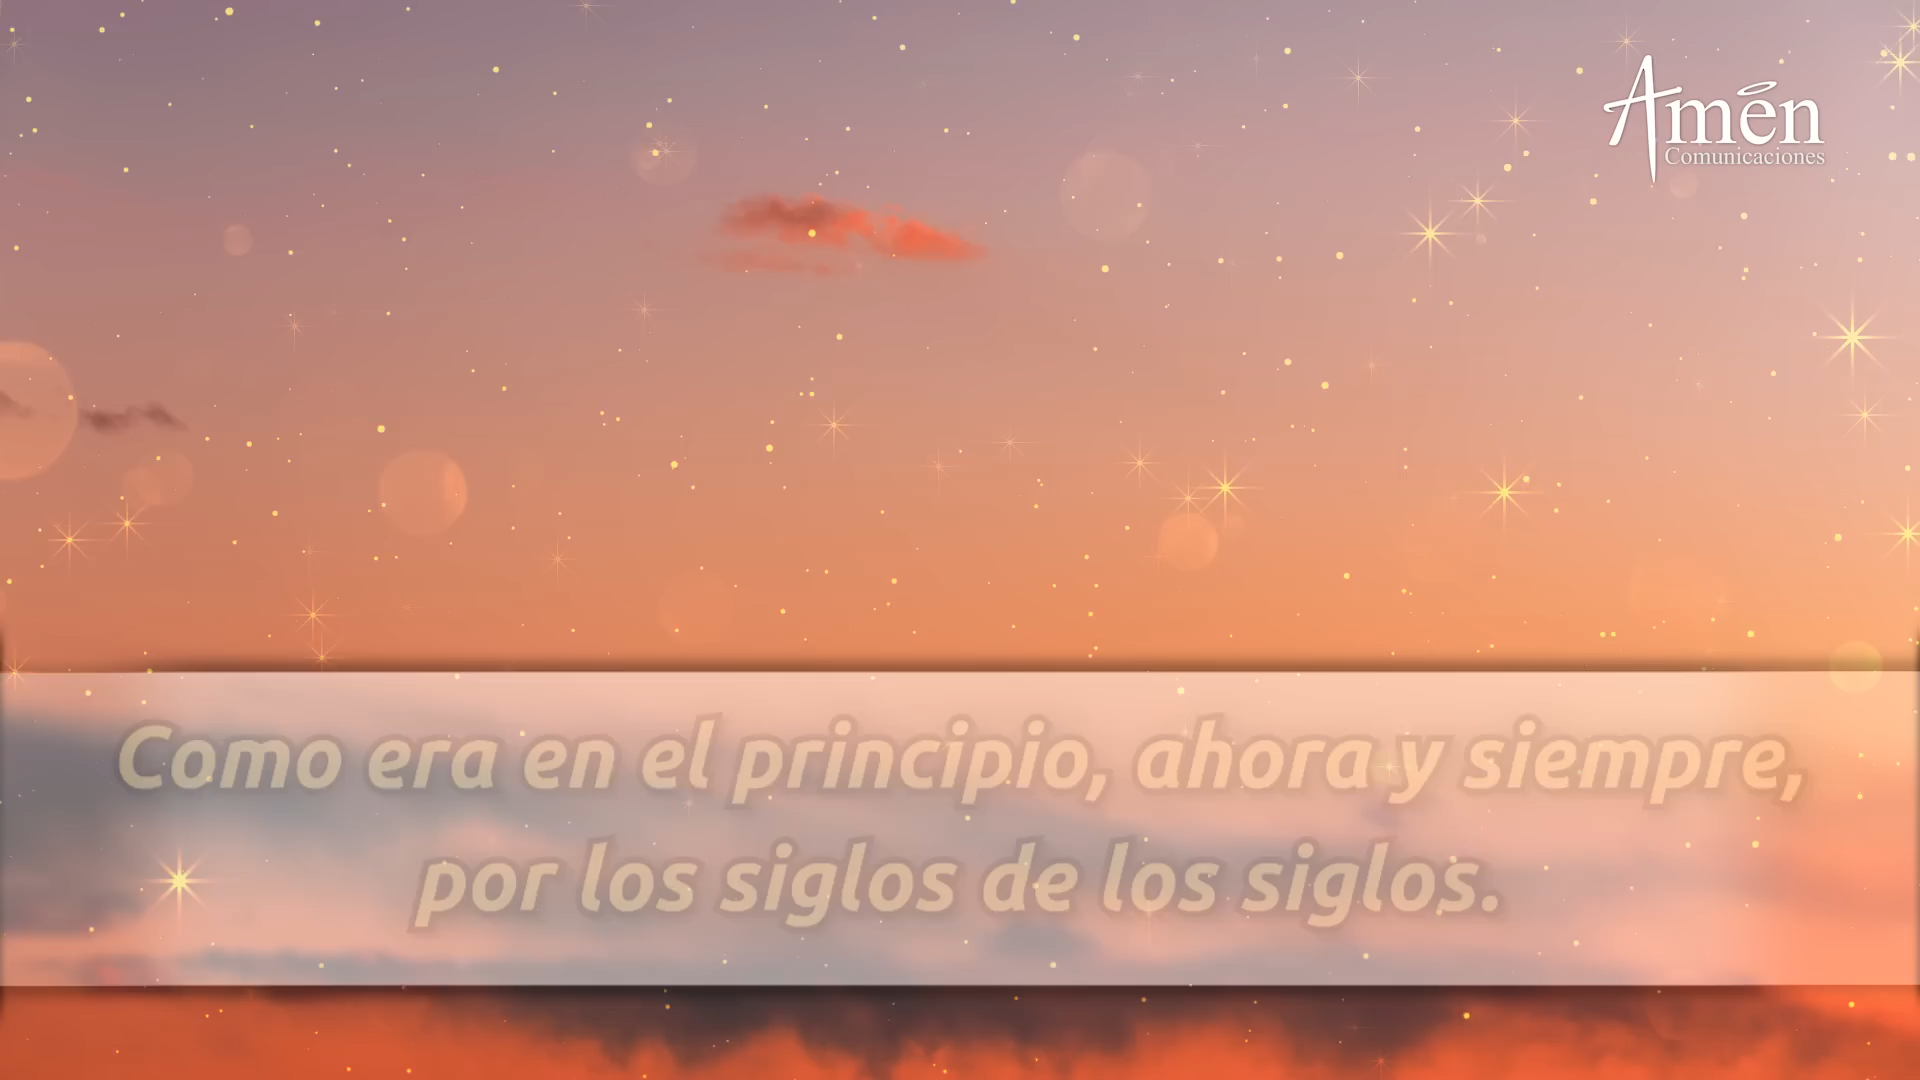 Amén
Comunicaciones
Como era en el principio, ahora y siempre,
por los siglos de los siglos.